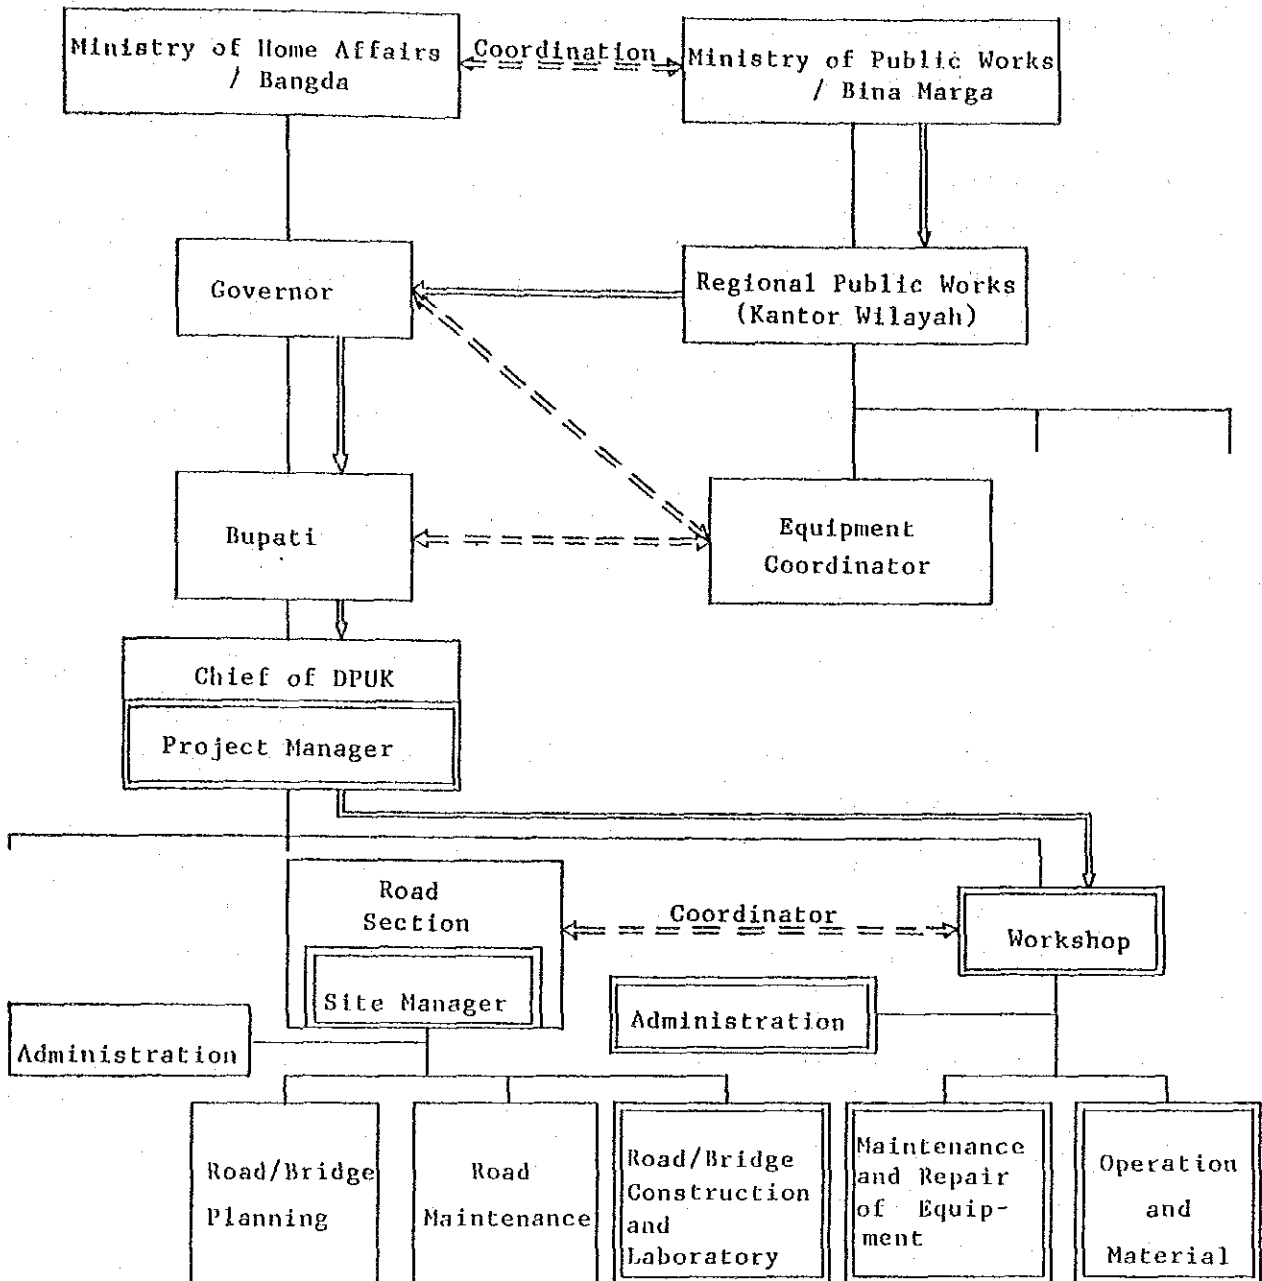 Ministry of Home Affairs
/ Bangda
Coordination
Ministry of Public Works
/ Bina Marga
Governor
Regional Public Works
(Kantor Wilayah)
Bupati
Equipment
Coordinator
Chief of DPUK
Project Manager
Road
Section
Site Manager
Coordinator
Workshop
Administration
Administration
Road/Bridge
Planning
Road
Maintenance
Road/Bridge
Construction
and
Laboratory
Maintenance
and Repair
of Equip-
ment
Operation
and
Material